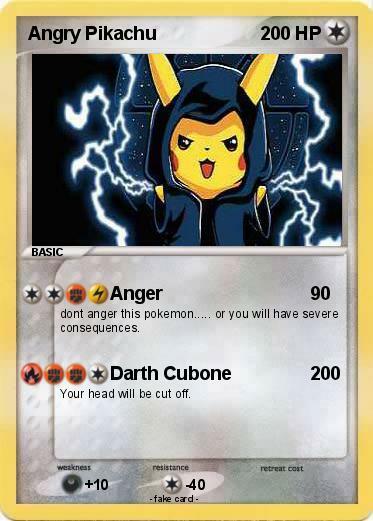 Angry Pikachu 200 HP
BASIC
Anger 90
dont anger this pokemon..... or you will have severe
consequences.
Darth Cubone 200
Your head will be cut off.
weakness resistance retreat cost
+10 -40
- fake card -